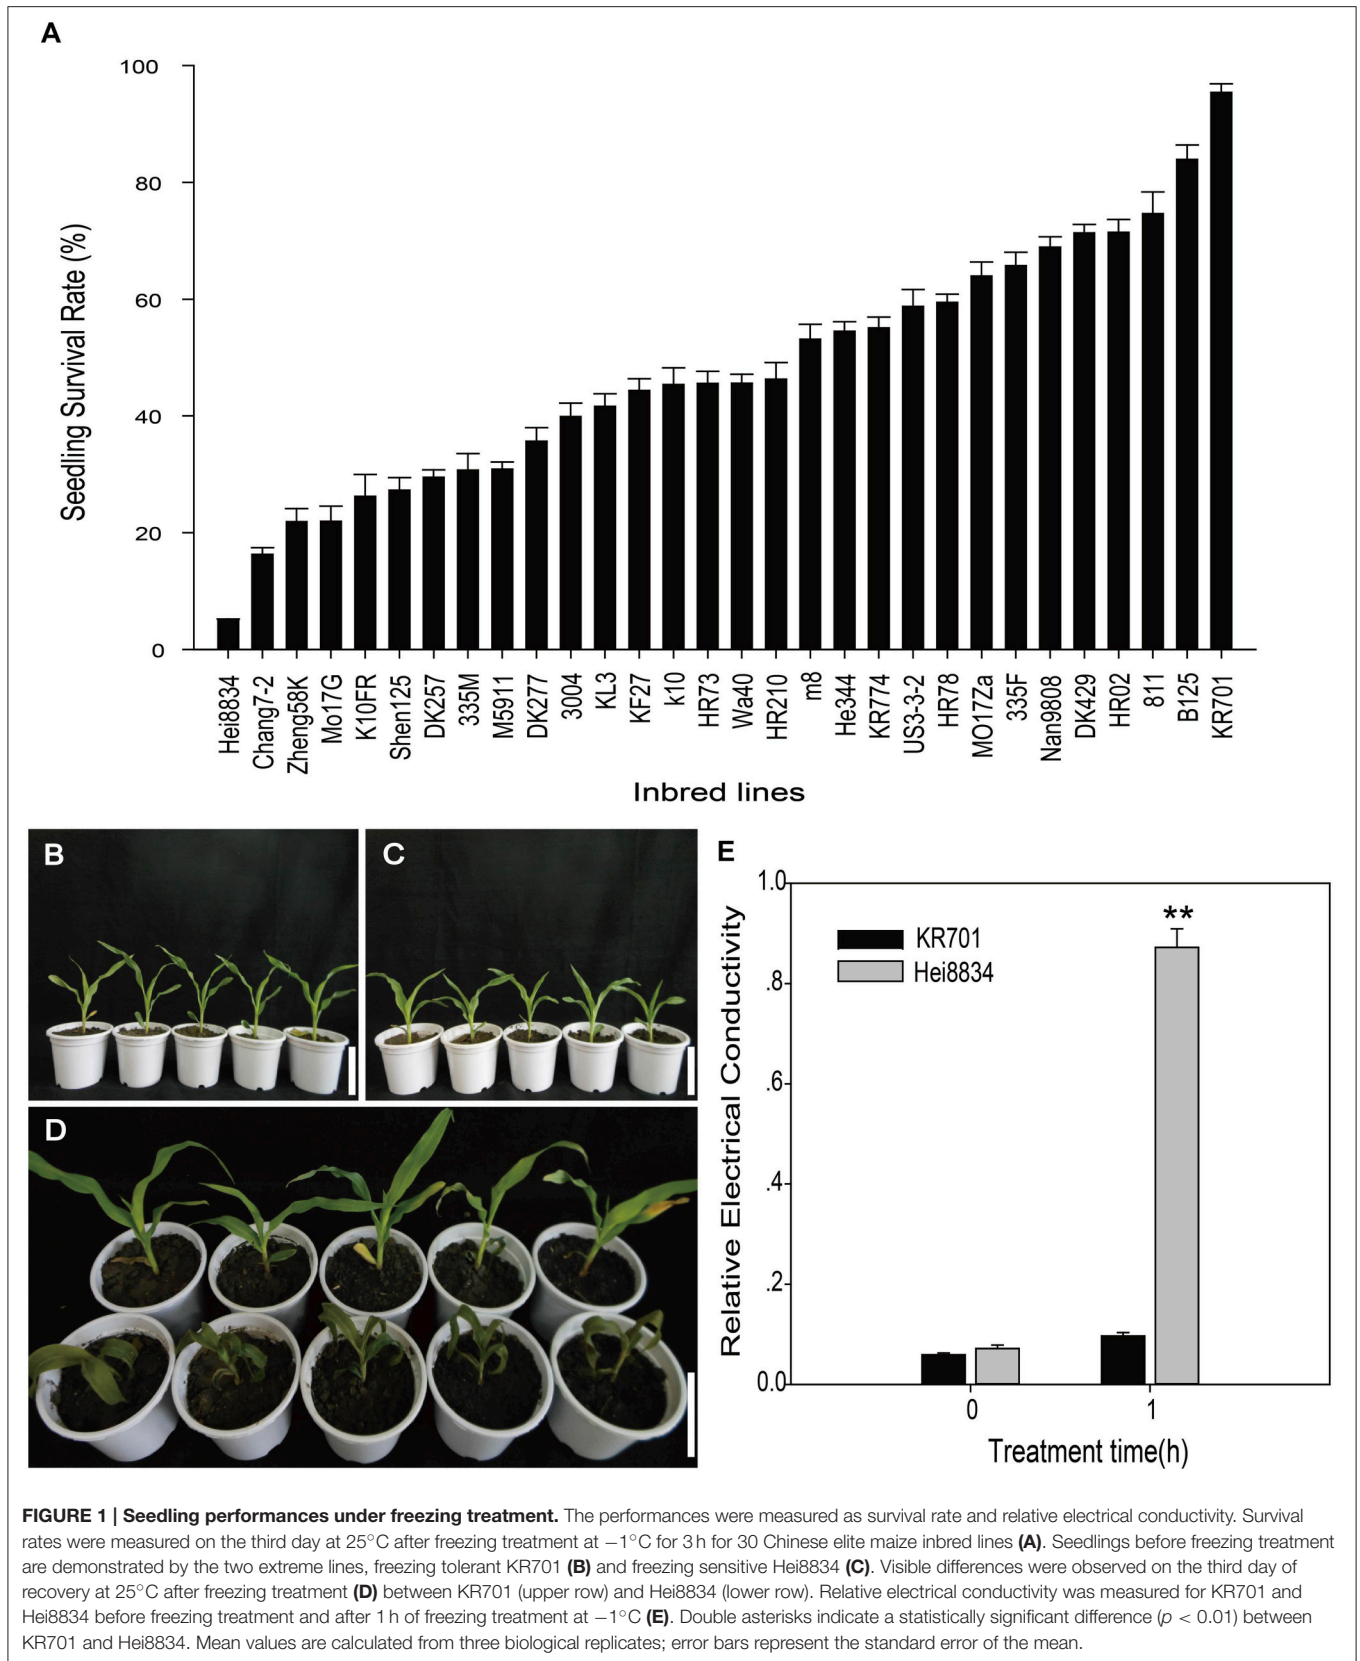 A
100
80
60
40
20
0
Seedling Survival Rate (%)
Hei8834
Chang7-2
Zheng58K
Mo17G
K10FR
Shen125
DK257
335M
M5911
DK277
3004
KL3
KF27
k10
HR73
Wa40
HR210
m8
He344
KR774
US3-3-2
HR78
MO17Za
335F
Nan9808
DK429
HR02
811
B125
KR701
Inbred lines
B
C
D
E
1.0
.8
.6
.4
.2
0.0
Relative Electrical Conductivity
KR701
Hei8834
**
0
1
Treatment time(h)
FIGURE 1 | Seedling performances under freezing treatment. The performances were measured as survival rate and relative electrical conductivity. Survival
rates were measured on the third day at 25°C after freezing treatment at −1°C for 3 h for 30 Chinese elite maize inbred lines (A). Seedlings before freezing treatment
are demonstrated by the two extreme lines, freezing tolerant KR701 (B) and freezing sensitive Hei8834 (C). Visible differences were observed on the third day of
recovery at 25°C after freezing treatment (D) between KR701 (upper row) and Hei8834 (lower row). Relative electrical conductivity was measured for KR701 and
Hei8834 before freezing treatment and after 1 h of freezing treatment at −1°C (E). Double asterisks indicate a statistically significant difference (p < 0.01) between
KR701 and Hei8834. Mean values are calculated from three biological replicates; error bars represent the standard error of the mean.